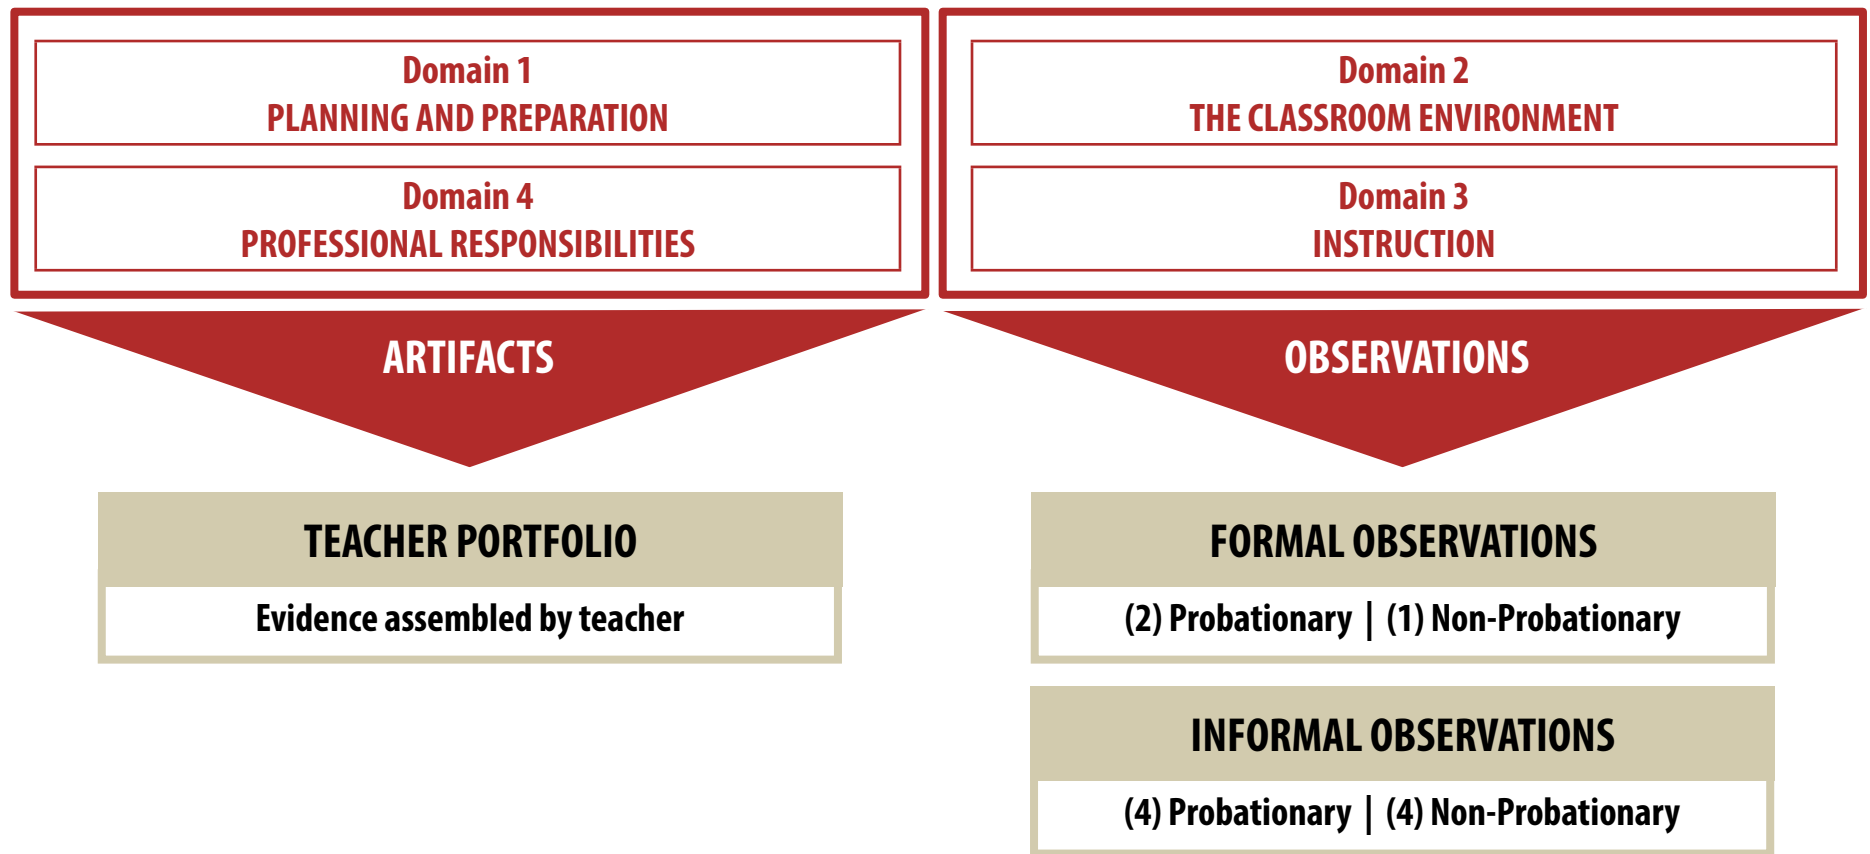 Domain 1
PLANNING AND PREPARATION
Domain 4
PROFESSIONAL RESPONSIBILITIES
ARTIFACTS
TEACHER PORTFOLIO
Evidence assembled by teacher
Domain 2
THE CLASSROOM ENVIRONMENT
Domain 3
INSTRUCTION
OBSERVATIONS
FORMAL OBSERVATIONS
(2) Probationary | (1) Non-Probationary
INFORMAL OBSERVATIONS
(4) Probationary | (4) Non-Probationary